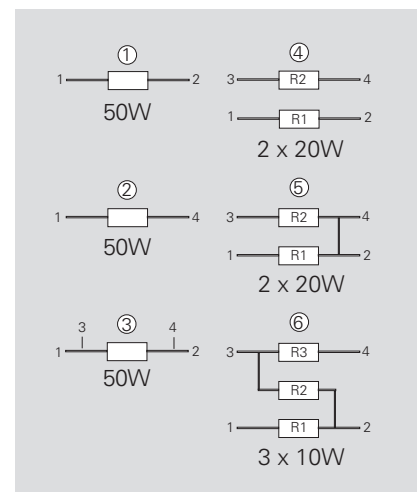 ① ④
1 2 3 R2 4
50W
1 R1 2
2 x 20W
② ⑤
1 4 3 R2 4
50W
1 R1 2
2 x 20W
3 ③ 4 ⑥
1 2 3 R3 4
50W
R2
1 R1 2
3 x 10W